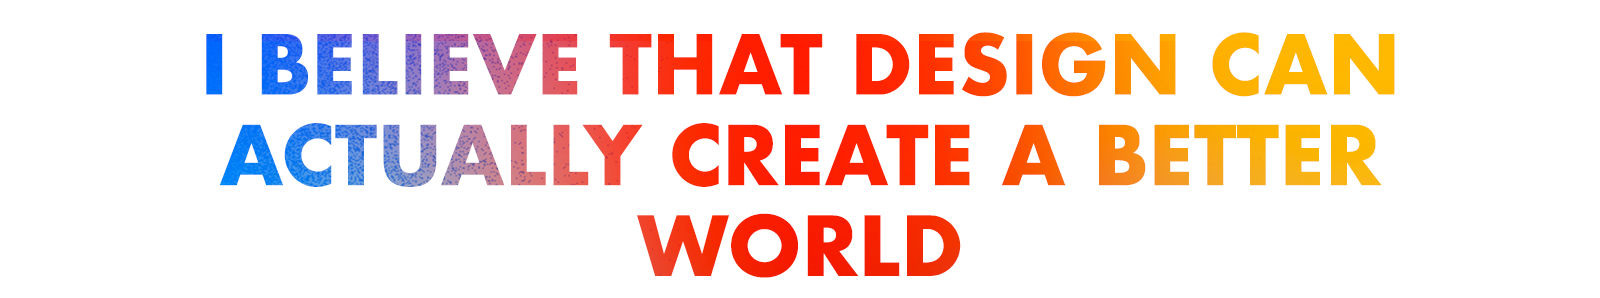 I BELIEVE THAT DESIGN CAN
ACTUALLY CREATE A BETTER
WORLD